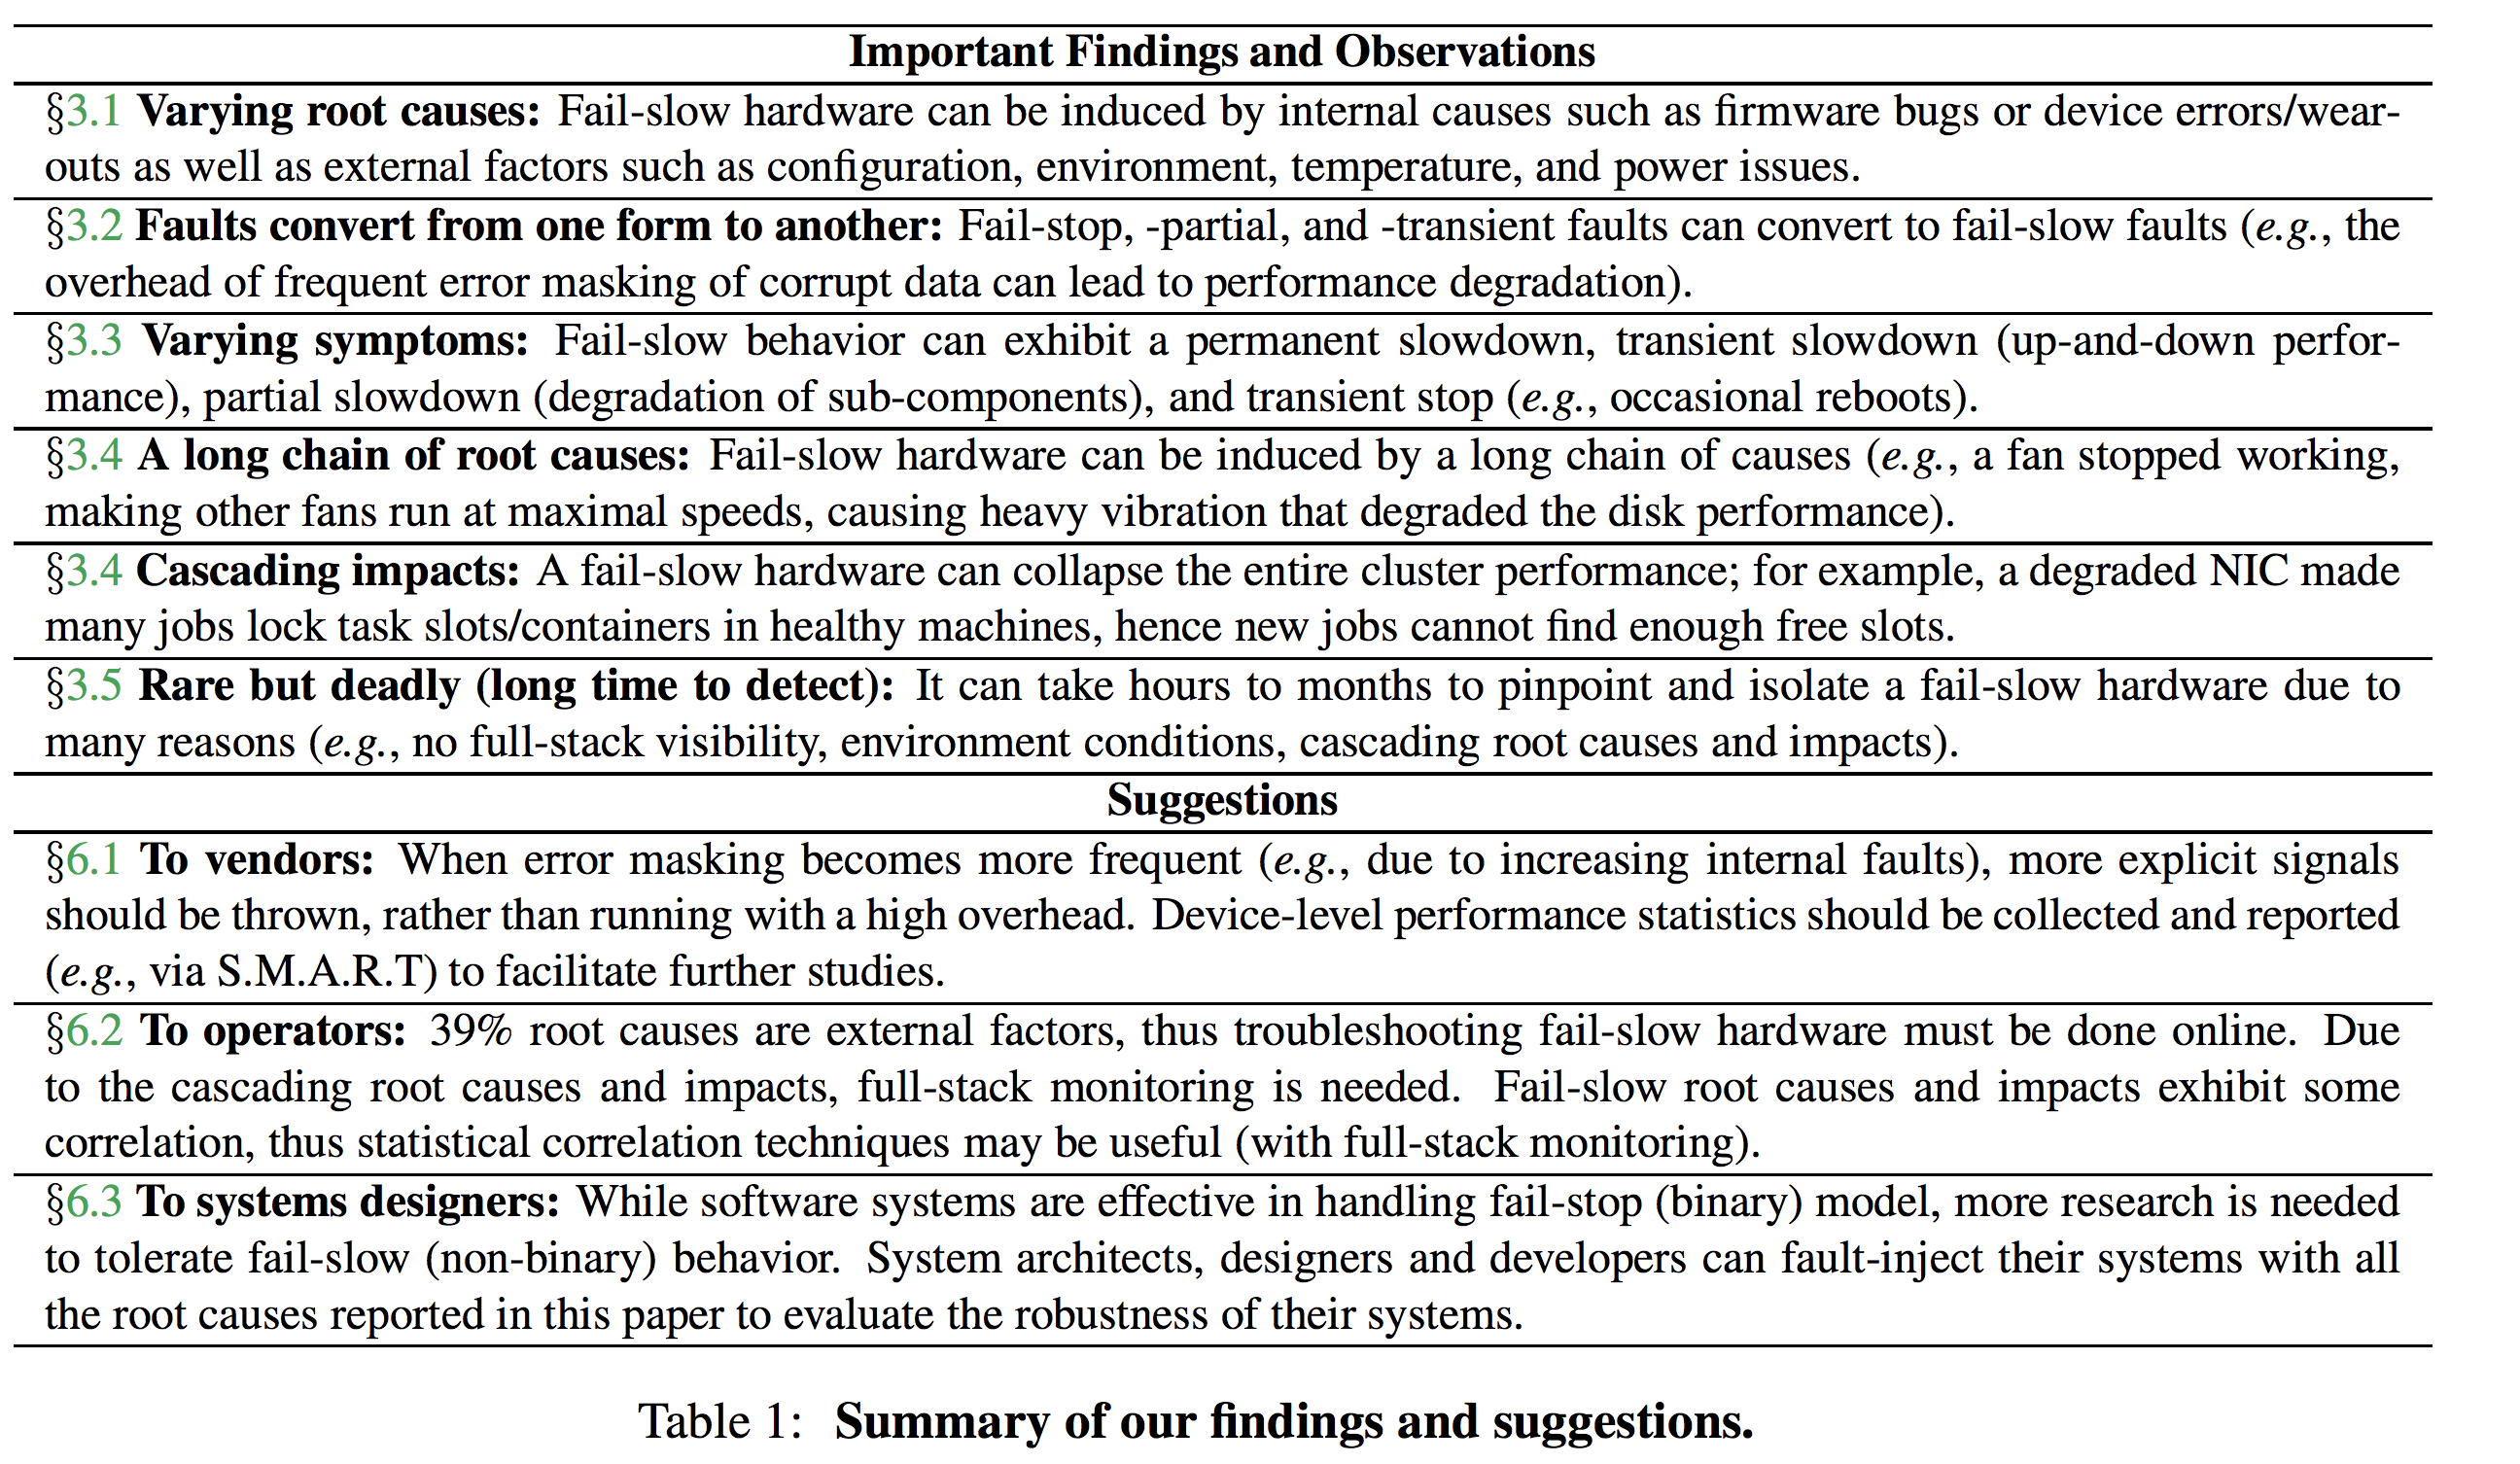 Important Findings and Observations
§3.1 Varying root causes: Fail-slow hardware can be induced by internal causes such as firmware bugs or device errors/wear-
outs as well as external factors such as configuration, environment, temperature, and power issues.
§3.2 Faults convert from one form to another: Fail-stop, -partial, and -transient faults can convert to fail-slow faults (e.g., the
overhead of frequent error masking of corrupt data can lead to performance degradation).
§3.3 Varying symptoms: Fail-slow behavior can exhibit a permanent slowdown, transient slowdown (up-and-down perfor-
mance), partial slowdown (degradation of sub-components), and transient stop (e.g., occasional reboots).
§3.4 A long chain of root causes: Fail-slow hardware can be induced by a long chain of causes (e.g., a fan stopped working,
making other fans run at maximal speeds, causing heavy vibration that degraded the disk performance).
§3.4 Cascading impacts: A fail-slow hardware can collapse the entire cluster performance; for example, a degraded NIC made
many jobs lock task slots/containers in healthy machines, hence new jobs cannot find enough free slots.
§3.5 Rare but deadly (long time to detect): It can take hours to months to pinpoint and isolate a fail-slow hardware due to
many reasons (e.g., no full-stack visibility, environment conditions, cascading root causes and impacts).
Suggestions
§6.1 To vendors: When error masking becomes more frequent (e.g., due to increasing internal faults), more explicit signals
should be thrown, rather than running with a high overhead. Device-level performance statistics should be collected and reported
(e.g., via S.M.A.R.T) to facilitate further studies.
§6.2 To operators: 39% root causes are external factors, thus troubleshooting fail-slow hardware must be done online. Due
to the cascading root causes and impacts, full-stack monitoring is needed. Fail-slow root causes and impacts exhibit some
correlation, thus statistical correlation techniques may be useful (with full-stack monitoring).
§6.3 To systems designers: While software systems are effective in handling fail-stop (binary) model, more research is needed
to tolerate fail-slow (non-binary) behavior. System architects, designers and developers can fault-inject their systems with all
the root causes reported in this paper to evaluate the robustness of their systems.
Table 1: Summary of our findings and suggestions.